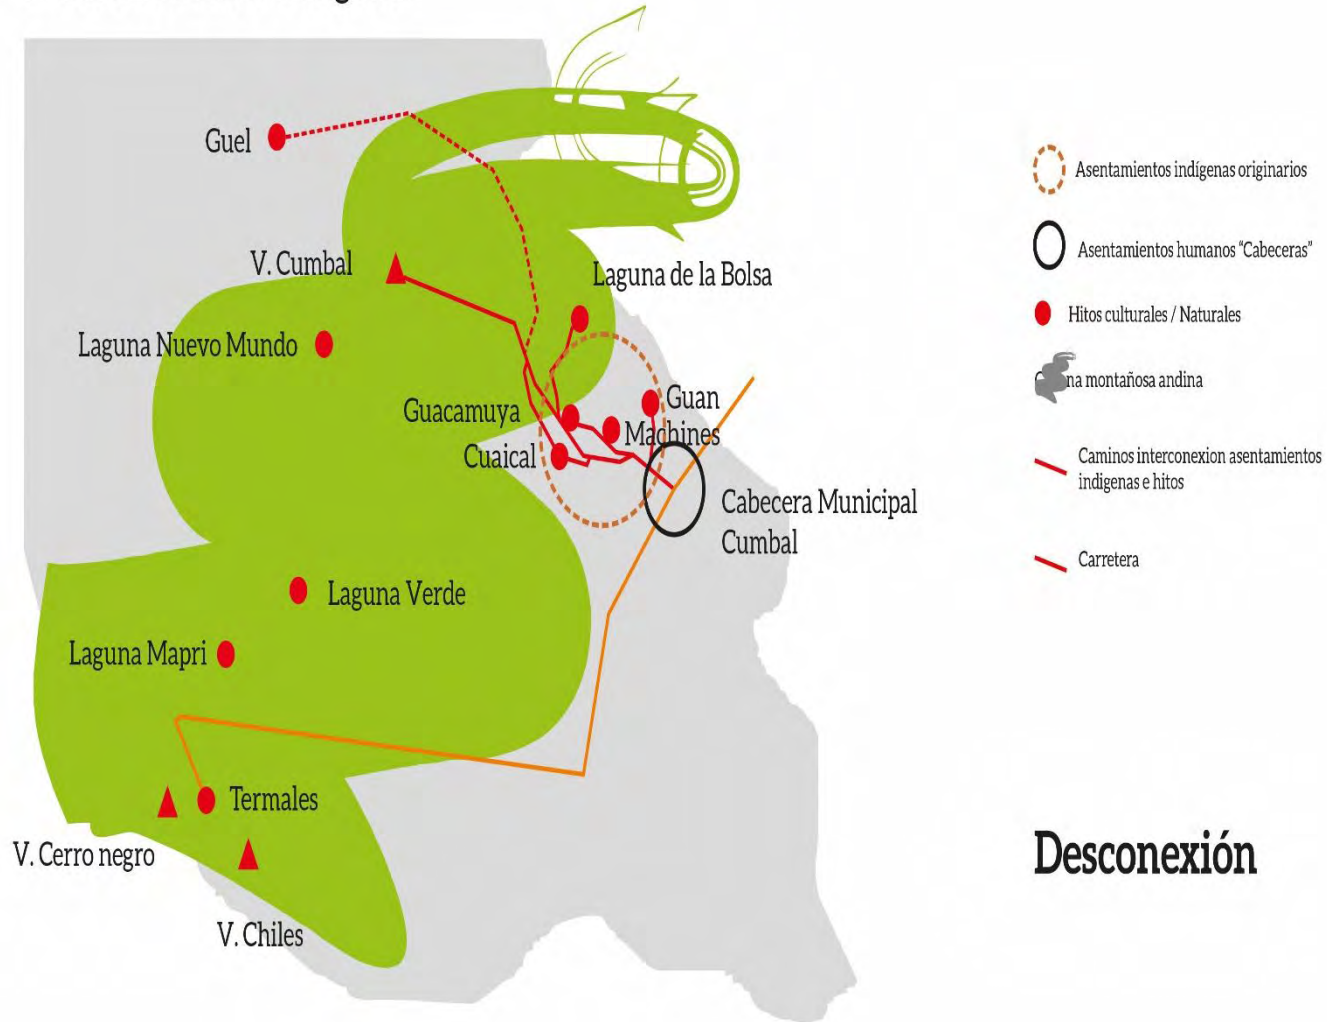 Guel
V. Cumbal
Laguna de la Bolsa
Laguna Nuevo Mundo
Guacamuya
Guan
Machines
Cuaical
Cabecera Municipal
Cumbal
Laguna Verde
Laguna Mapri
Termales
V. Cerro negro
V. Chiles
Asentamientos indígenas originarios
Asentamientos humanos "Cabeceras"
Hitos culturales / Naturales
montañosa andina
Caminos interconexion asentamientos
indigenas e hitos
Carretera
Desconexión